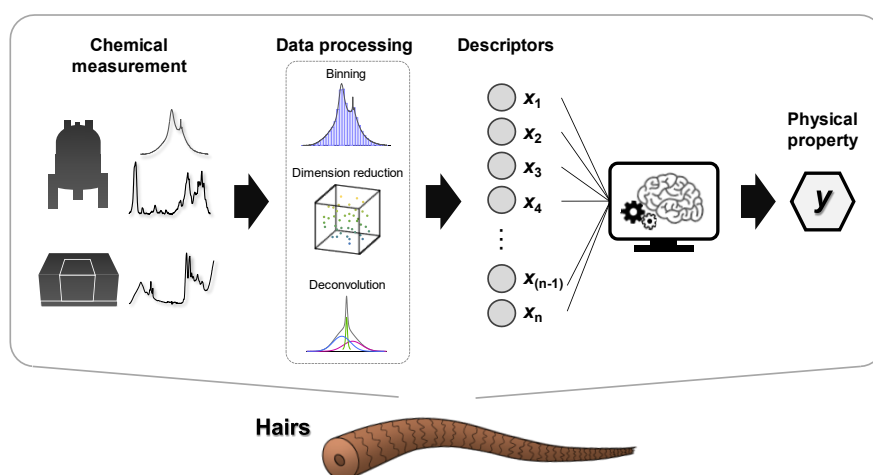 Chemical
measurement
Data processing
Binning
Dimension reduction
Deconvolution
Descriptors
x1
x2
x3
x4
⋮
x(n-1)
xn
Physical
property
y
Hairs